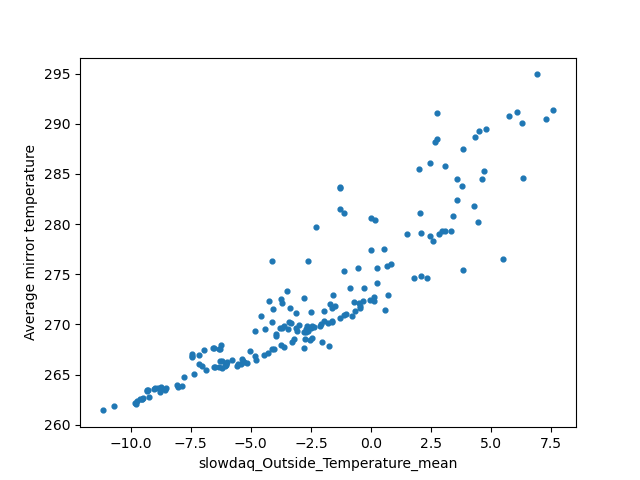 295
290
285
280
275
270
265
260
Average mirror temperature
−10.0 −7.5 −5.0 −2.5 0.0 2.5 5.0 7.5
slowdaq_Outside_Temperature_mean